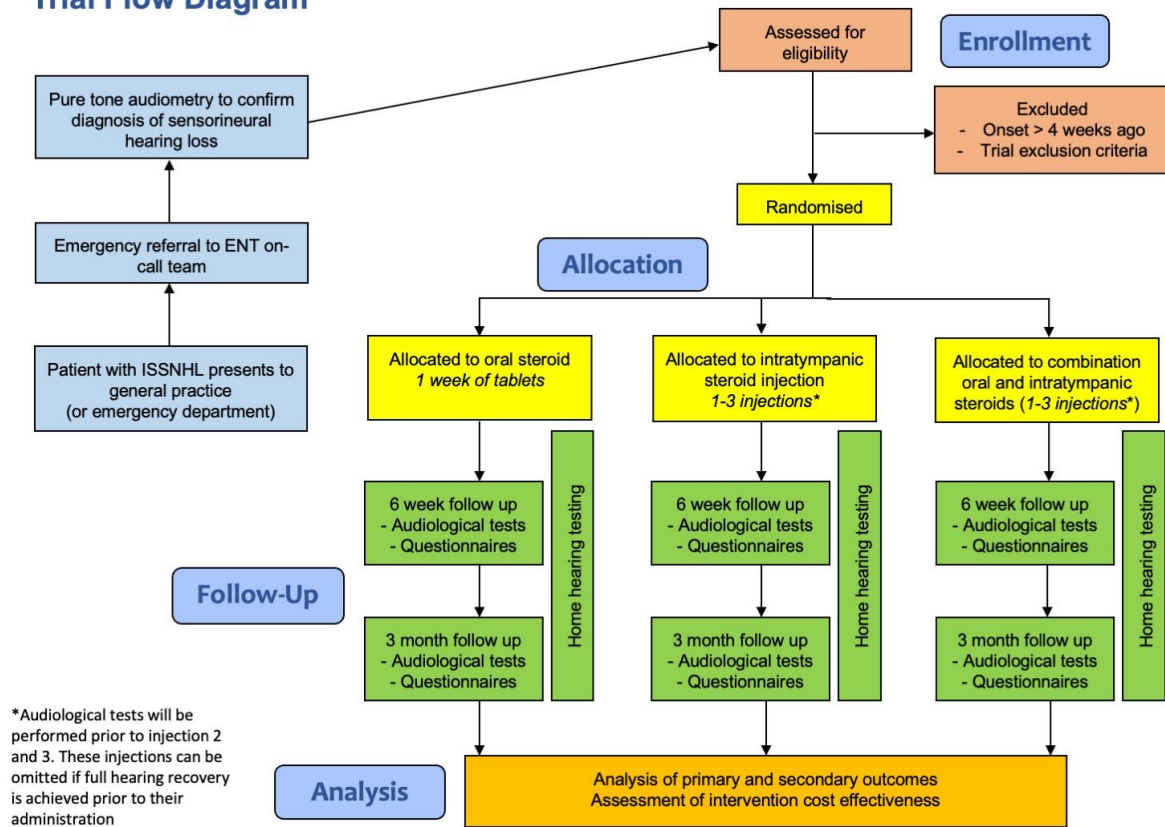 Trial Flow Diagram
Assessed for
eligibility
Enrollment
Pure tone audiometry to confirm
diagnosis of sensorineural
hearing loss
Excluded
- Onset > 4 weeks ago
- Trial exclusion criteria
Randomised
Emergency referral to ENT on-
call team
Allocation
Patient with ISSNHL presents to
general practice
(or emergency department)
Allocated to oral steroid
1 week of tablets
Allocated to intratympanic
steroid injection
1-3 injections*
Allocated to combination
oral and intratympanic
steroids (1-3 injections*)
6 week follow up
- Audiological tests
- Questionnaires
Home hearing testing
6 week follow up
- Audiological tests
- Questionnaires
Home hearing testing
6 week follow up
- Audiological tests
- Questionnaires
Home hearing testing
Follow-Up
3 month follow up
- Audiological tests
- Questionnaires
3 month follow up
- Audiological tests
- Questionnaires
3 month follow up
- Audiological tests
- Questionnaires
*Audiological tests will be
performed prior to injection 2
and 3. These injections can be
omitted if full hearing recovery
is achieved prior to their
administration
Analysis
Analysis of primary and secondary outcomes
Assessment of intervention cost effectiveness